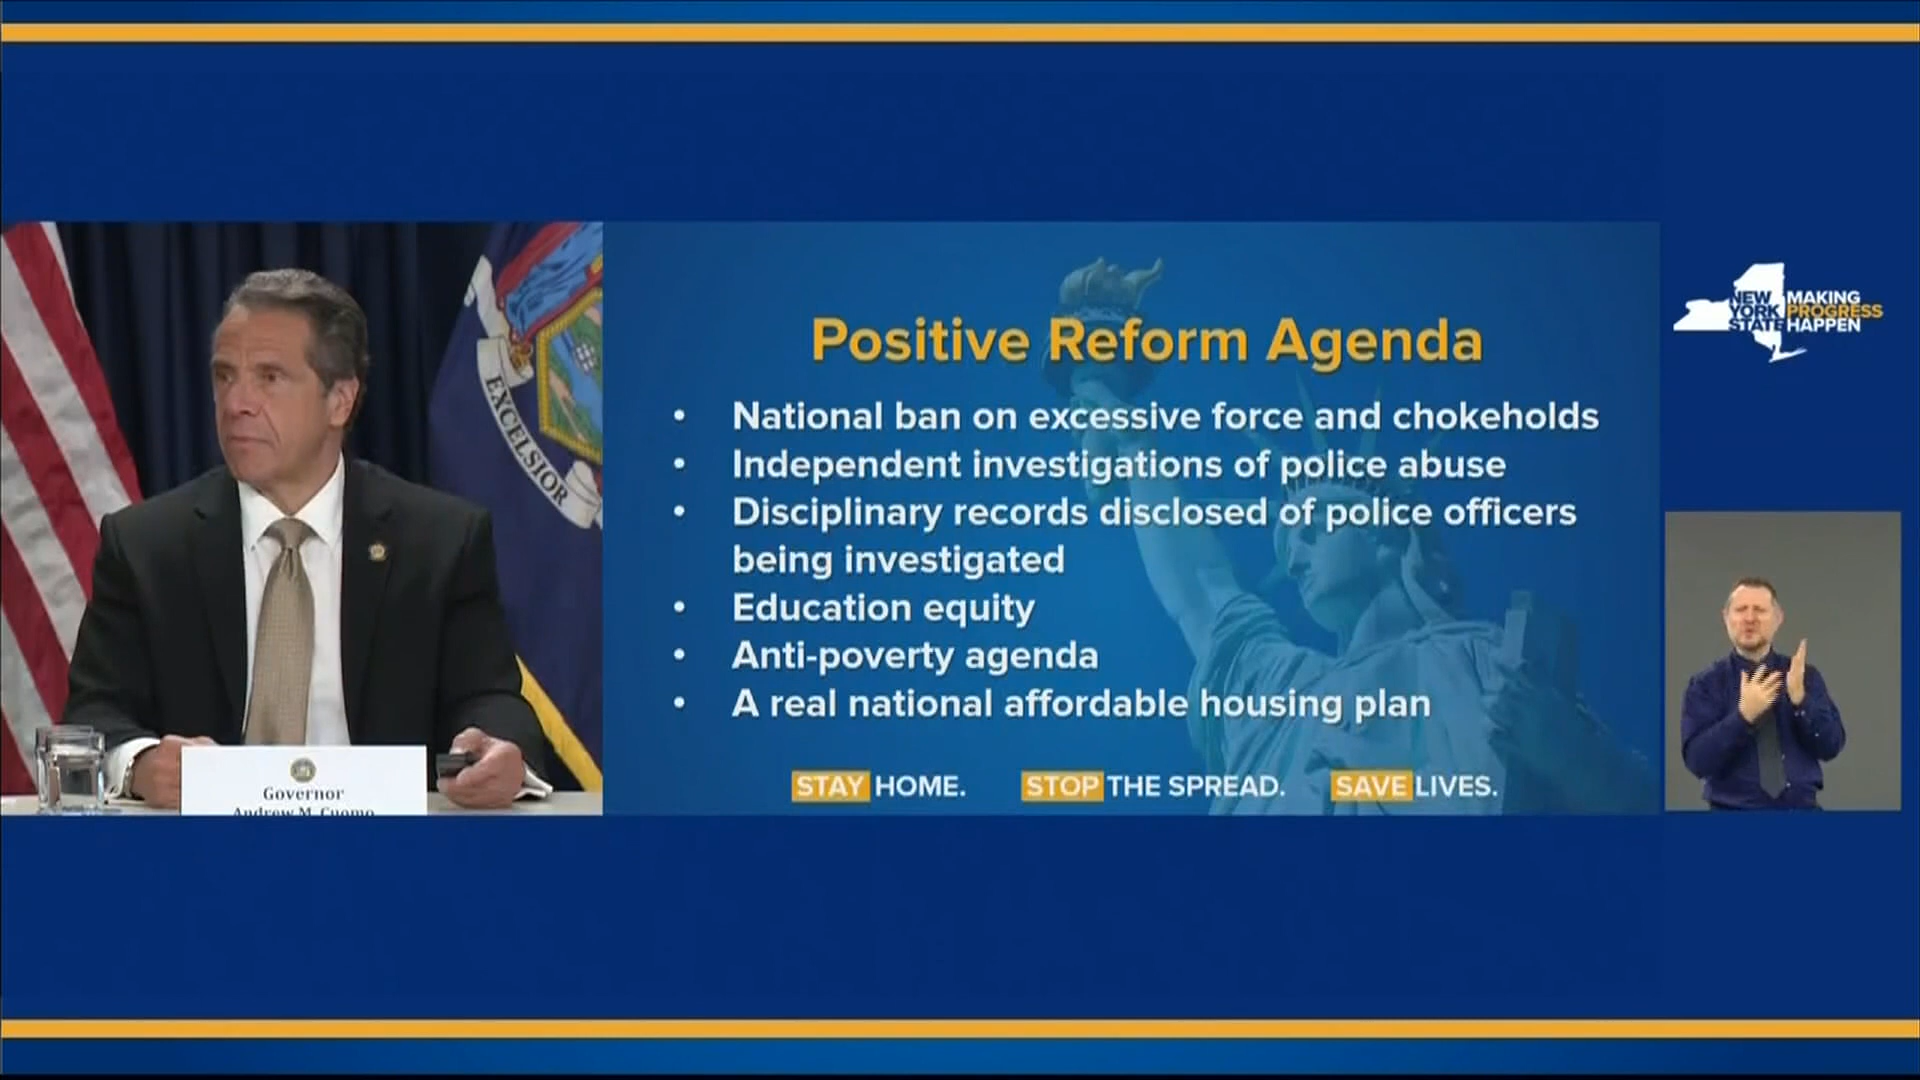 EXCELSIOR
Governor
Andrew M. Cuomo
Positive Reform Agenda
• National ban on excessive force and chokeholds
• Independent investigations of police abuse
• Disciplinary records disclosed of police officers
being investigated
• Education equity
• Anti-poverty agenda
• A real national affordable housing plan
STAY HOME. STOP THE SPREAD. SAVE LIVES.
NEW
YORK
STATE
MAKING
PROGRESS
HAPPEN